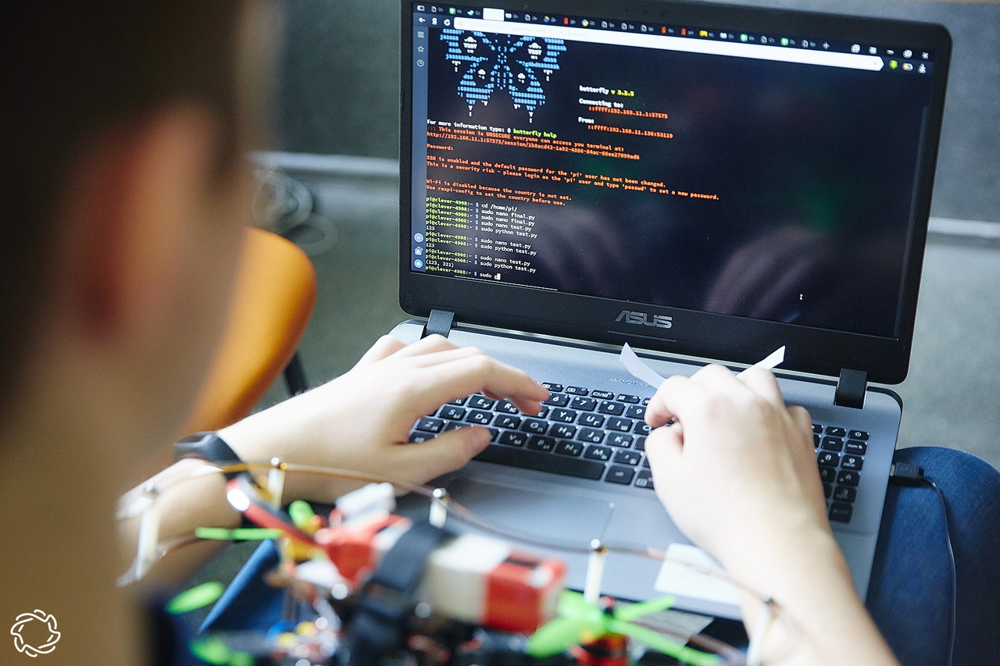 butterfly v 3.2.5
Connecting to:
::ffff:192.168.11.1:57575
From:
::ffff:192.168.11.136:53119
For more information type: $ butterfly help
/!\ This session is UNSECURE everyone can access you terminal at:
http://192.168.11.1:57575/session/
Password:
SSH is enabled and the default password for the 'pi' user has not been changed.
This is a security risk - please login as the 'pi' user and type 'passwd' to set a new password.
Wi-Fi is disabled because the country is not set.
Use raspi-config to set the country before use.
pi@clever-4908:~ $ cd /home/pi/
pi@clever-4908:~ $ sudo nano final.py
pi@clever-4908:~ $ sudo nano final.py
pi@clever-4908:~ $ sudo nano test.py
pi@clever-4908:~ $ sudo python test.py
123
pi@clever-4908:~ $ sudo nano test.py
pi@clever-4908:~ $ sudo python test.py
123
pi@clever-4908:~ $ sudo nano test.py
pi@clever-4908:~ $ sudo python test.py
(123, 321)
pi@clever-4908:~ $ sudo
ASUS